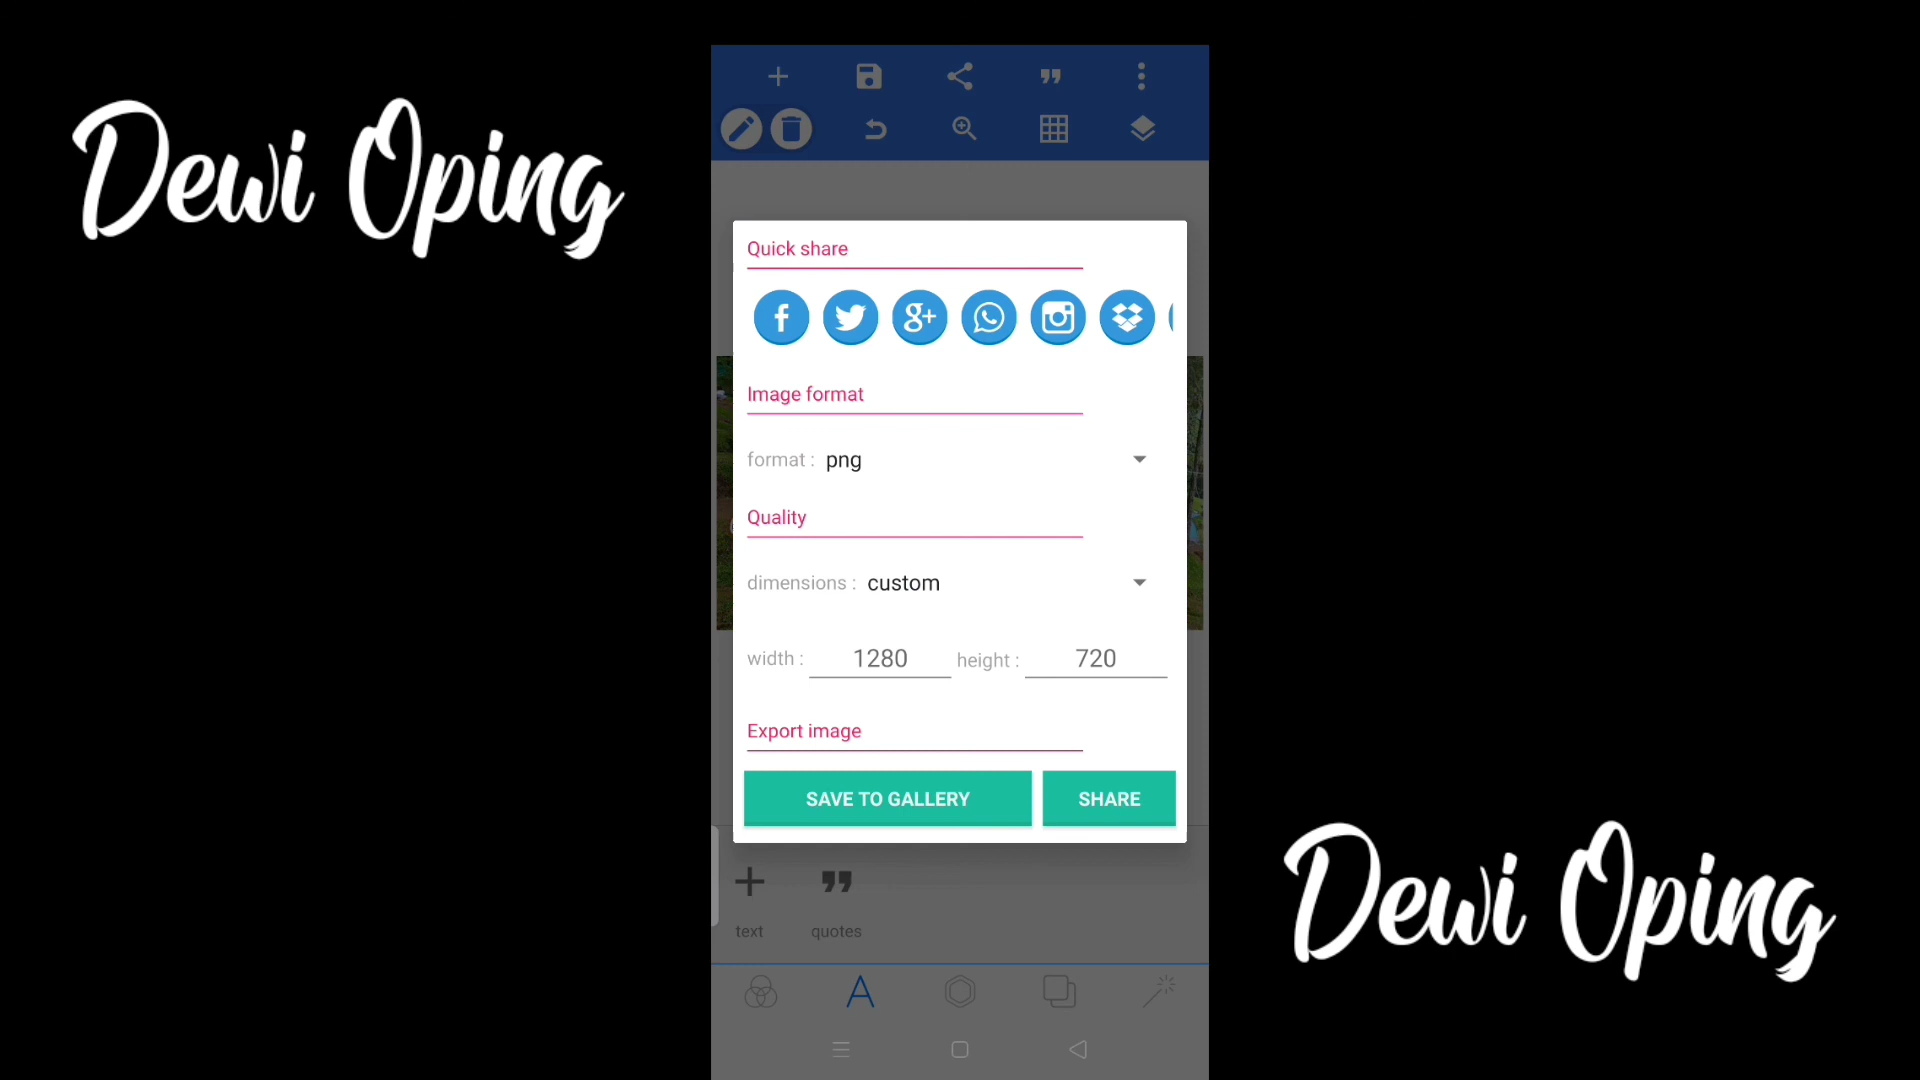 Dewi Oping
Quick share
Image format
format : png
Quality
dimensions : custom
width : 1280 height : 720
Export image
SAVE TO GALLERY SHARE
text quotes
Dewi Oping